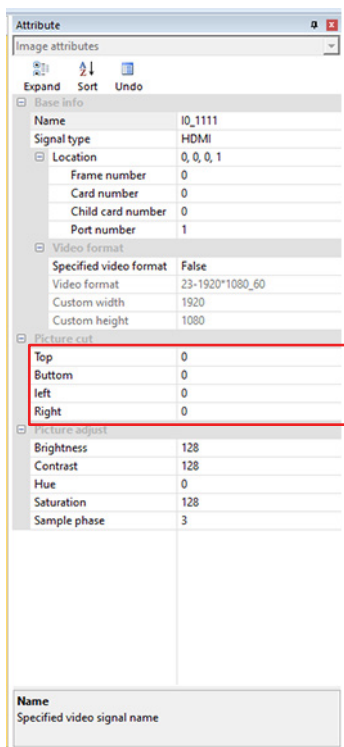 Attribute
Image attributes
Expand Sort Undo
Base info
Name I0_1111
Signal type HDMI
Location 0, 0, 0, 1
Frame number 0
Card number 0
Child card number 0
Port number 1
Video format
Specified video format False
Video format 23-1920*1080_60
Custom width 1920
Custom height 1080
Picture cut
Top 0
Buttom 0
left 0
Right 0
Picture adjust
Brightness 128
Contrast 128
Hue 0
Saturation 128
Sample phase 3
Name
Specified video signal name